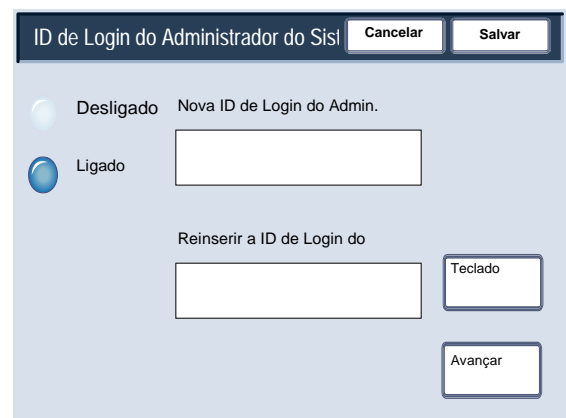 ID de Login do Administrador do Sist
Cancelar
Salvar
Desligado
Nova ID de Login do Admin.
Ligado
Reinserir a ID de Login do
Teclado
Avançar